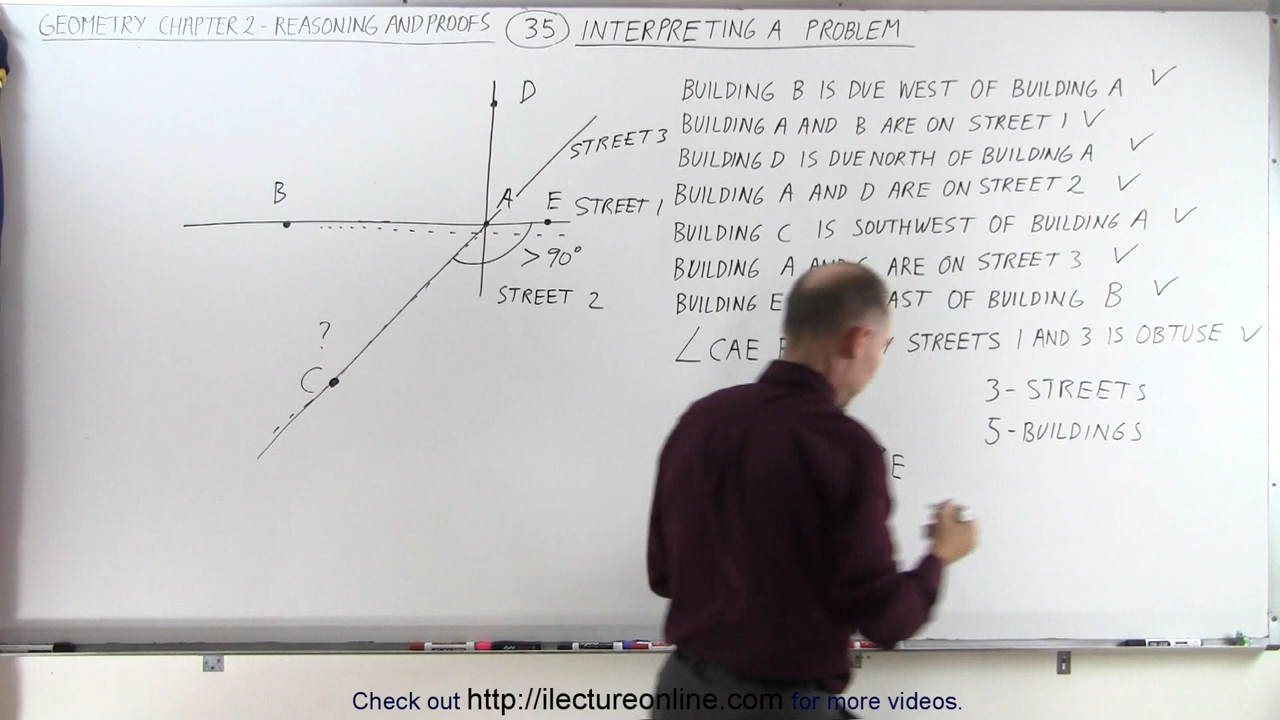 GEOMETRY CHAPTER 2 - REASONING AND PROOFS 35 INTERPRETING A PROBLEM
D
STREET 3
B
A E STREET 1
>90°
STREET 2
?
C
BUILDING B IS DUE WEST OF BUILDING A ✓
BUILDING A AND B ARE ON STREET 1 ✓
BUILDING D IS DUE NORTH OF BUILDING A ✓
BUILDING A AND D ARE ON STREET 2 ✓
BUILDING C IS SOUTHWEST OF BUILDING A ✓
BUILDING A ARE ON STREET 3 ✓
BUILDING E OF BUILDING B ✓
∠CAE STREETS 1 AND 3 IS OBTUSE ✓
3- STREETS
5-BUILDINGS
E
Check out http://ilectureonline.com for more videos.